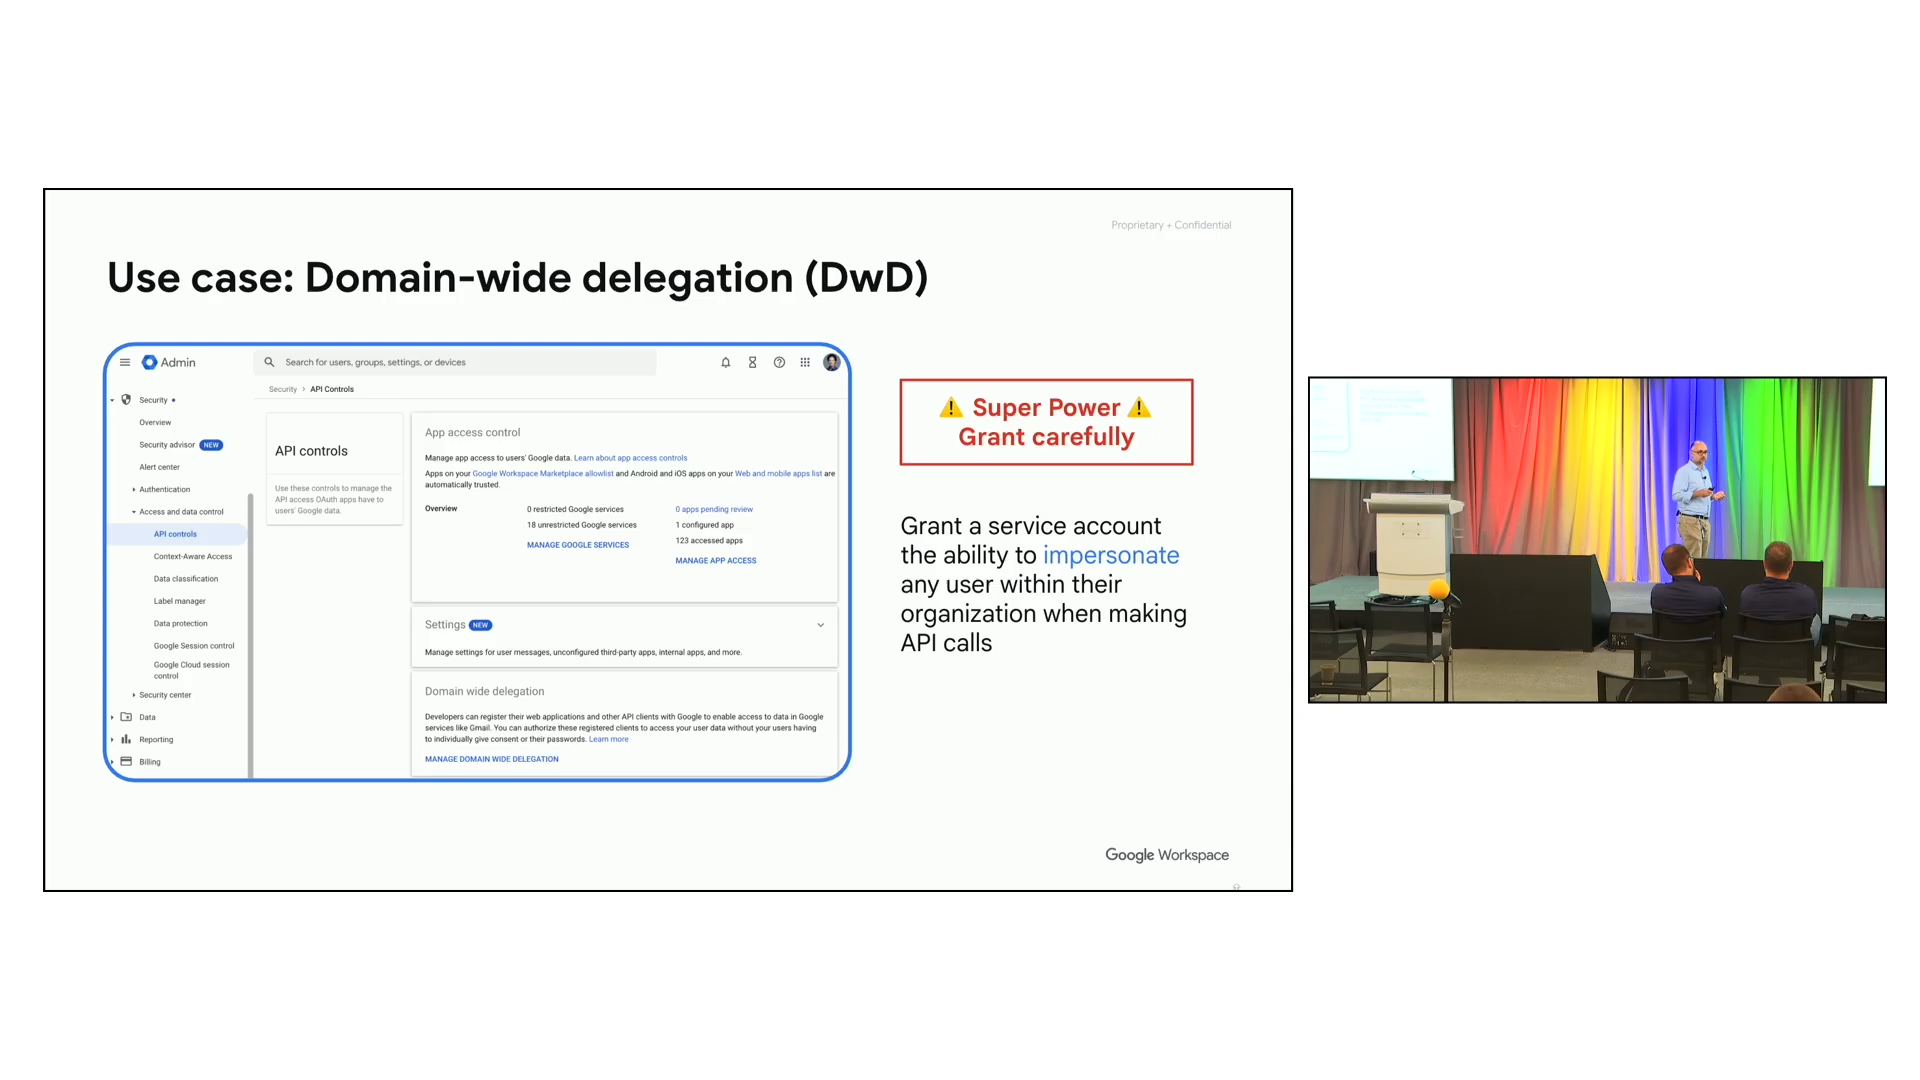 Proprietary + Confidential
Use case: Domain-wide delegation (DwD)
Admin
Search for users, groups, settings, or devices
Security
Overview
Security advisor NEW
Alert center
Authentication
Access and data control
API controls
Context-Aware Access
Data classification
Label manager
Data protection
Google Session control
Google Cloud session
control
Security center
Data
Reporting
Billing
Security > API Controls
API controls
Use these controls to manage the
API access OAuth apps have to
users' Google data.
App access control
Manage app access to users' Google data. Learn about app access controls
Apps on your Google Workspace Marketplace allowlist and Android and iOS apps on your Web and mobile apps list are
automatically trusted.
Overview
0 restricted Google services
18 unrestricted Google services
MANAGE GOOGLE SERVICES
0 apps pending review
1 configured app
123 accessed apps
MANAGE APP ACCESS
Settings NEW
Manage settings for user messages, unconfigured third-party apps, internal apps, and more.
Domain wide delegation
Developers can register their web applications and other API clients with Google to enable access to data in Google
services like Gmail. You can authorize these registered clients to access your user data without your users having
to individually give consent or their passwords. Learn more
MANAGE DOMAIN WIDE DELEGATION
⚠️ Super Power ⚠️
Grant carefully
Grant a service account
the ability to impersonate
any user within their
organization when making
API calls
Google Workspace